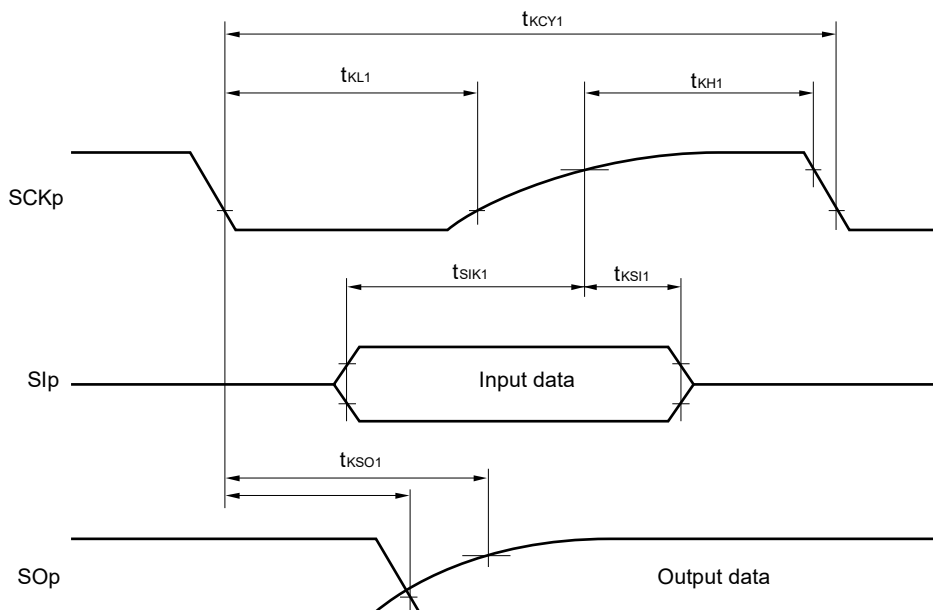 tKCY1
tKL1
tKH1
SCKp
tSIK1
tKSI1
SIp
Input data
tKSO1
SOp
Output data